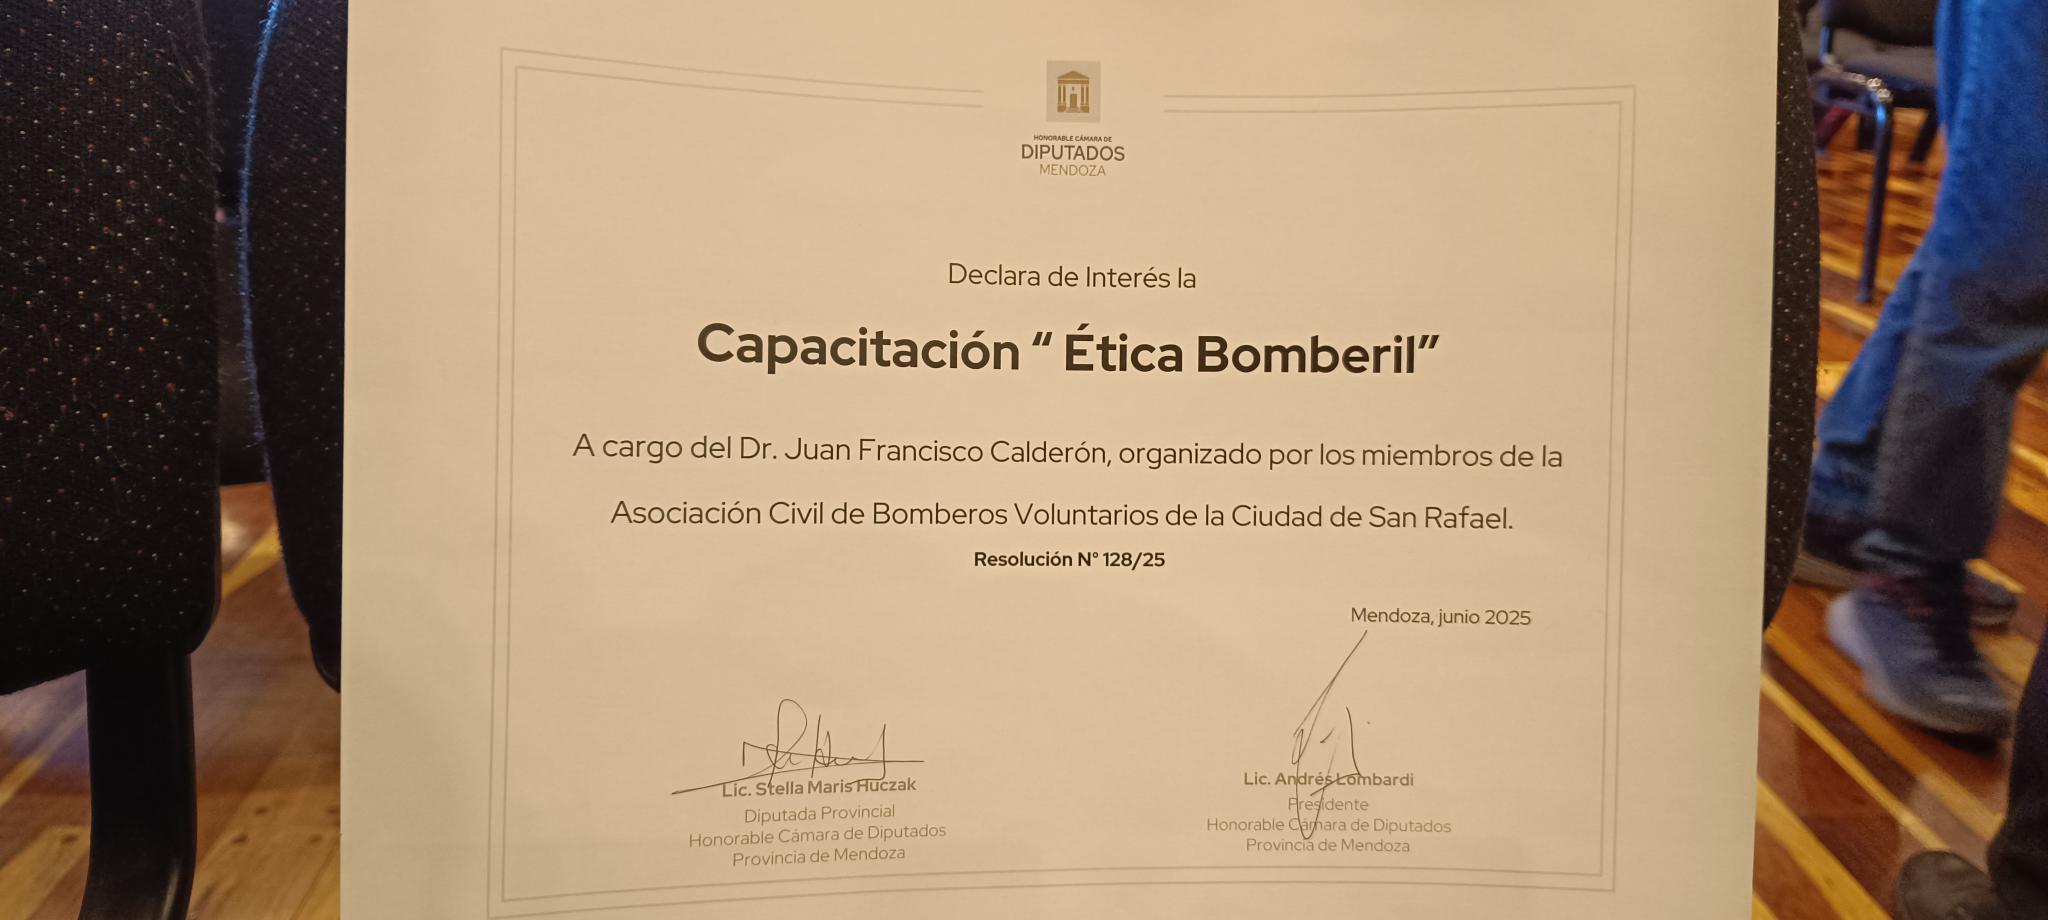 HONORABLE CÁMARA DE
DIPUTADOS
MENDOZA
Declara de Interés la
Capacitación “ Ética Bomberil”
A cargo del Dr. Juan Francisco Calderón, organizado por los miembros de la
Asociación Civil de Bomberos Voluntarios de la Ciudad de San Rafael.
Resolución N° 128/25
Mendoza, junio 2025
Lic. Stella Maris Huczak
Diputada Provincial
Honorable Cámara de Diputados
Provincia de Mendoza
Lic. Andrés Lombardi
Presidente
Honorable Cámara de Diputados
Provincia de Mendoza